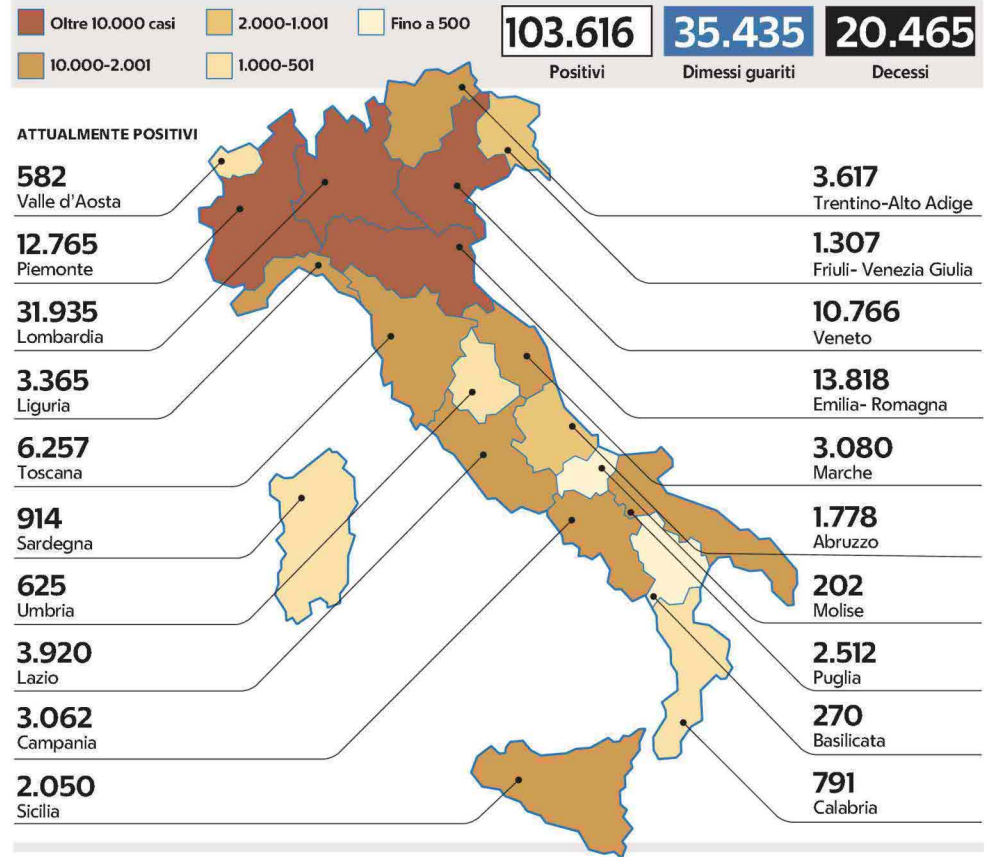 Oltre 10.000 casi
2.000-1.001
Fino a 500
10.000-2.001
1.000-501
103.616
Positivi
35.435
Dimessi guariti
20.465
Decessi
ATTUALMENTE POSITIVI
582
Valle d'Aosta
12.765
Piemonte
31.935
Lombardia
3.365
Liguria
6.257
Toscana
914
Sardegna
625
Umbria
3.920
Lazio
3.062
Campania
2.050
Sicilia
3.617
Trentino-Alto Adige
1.307
Friuli- Venezia Giulia
10.766
Veneto
13.818
Emilia- Romagna
3.080
Marche
1.778
Abruzzo
202
Molise
2.512
Puglia
270
Basilicata
791
Calabria